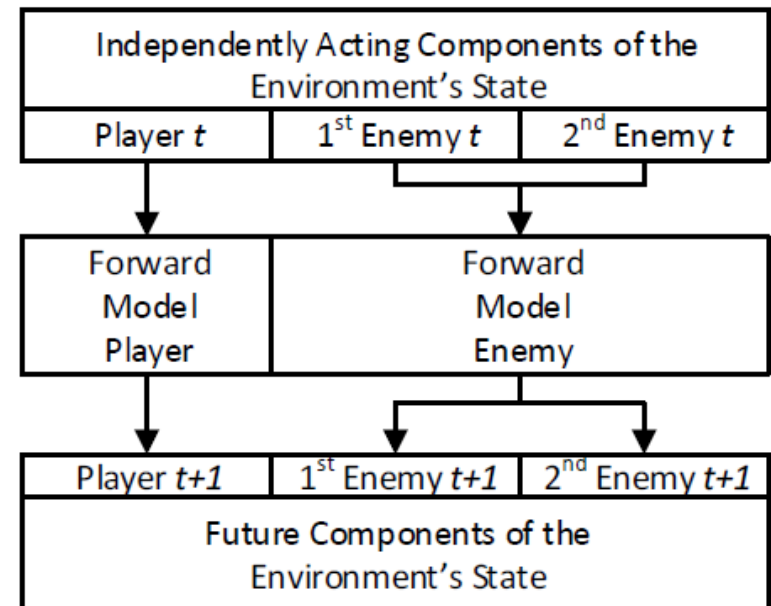 Independently Acting Components of the
Environment's State
Player t
1st Enemy t
2nd Enemy t
Forward
Model
Player
Forward
Model
Enemy
Player t+1
1st Enemy t+1
2nd Enemy t+1
Future Components of the
Environment's State